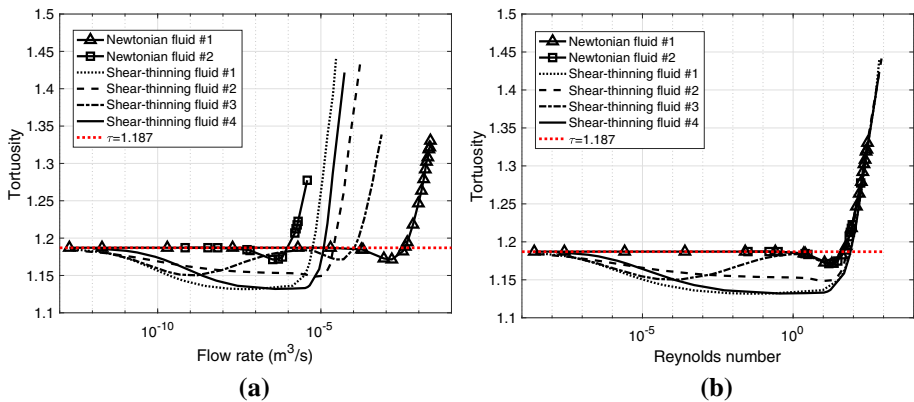 1.5
1.45
1.4
1.35
1.3
1.25
1.2
1.15
1.1
Tortuosity
Newtonian fluid #1
Newtonian fluid #2
Shear-thinning fluid #1
Shear-thinning fluid #2
Shear-thinning fluid #3
Shear-thinning fluid #4
τ=1.187
10⁻¹⁰
10⁻⁵
Flow rate (m³/s)
(a)
1.5
1.45
1.4
1.35
1.3
1.25
1.2
1.15
1.1
Tortuosity
Newtonian fluid #1
Newtonian fluid #2
Shear-thinning fluid #1
Shear-thinning fluid #2
Shear-thinning fluid #3
Shear-thinning fluid #4
τ=1.187
10⁻⁵
10⁰
Reynolds number
(b)